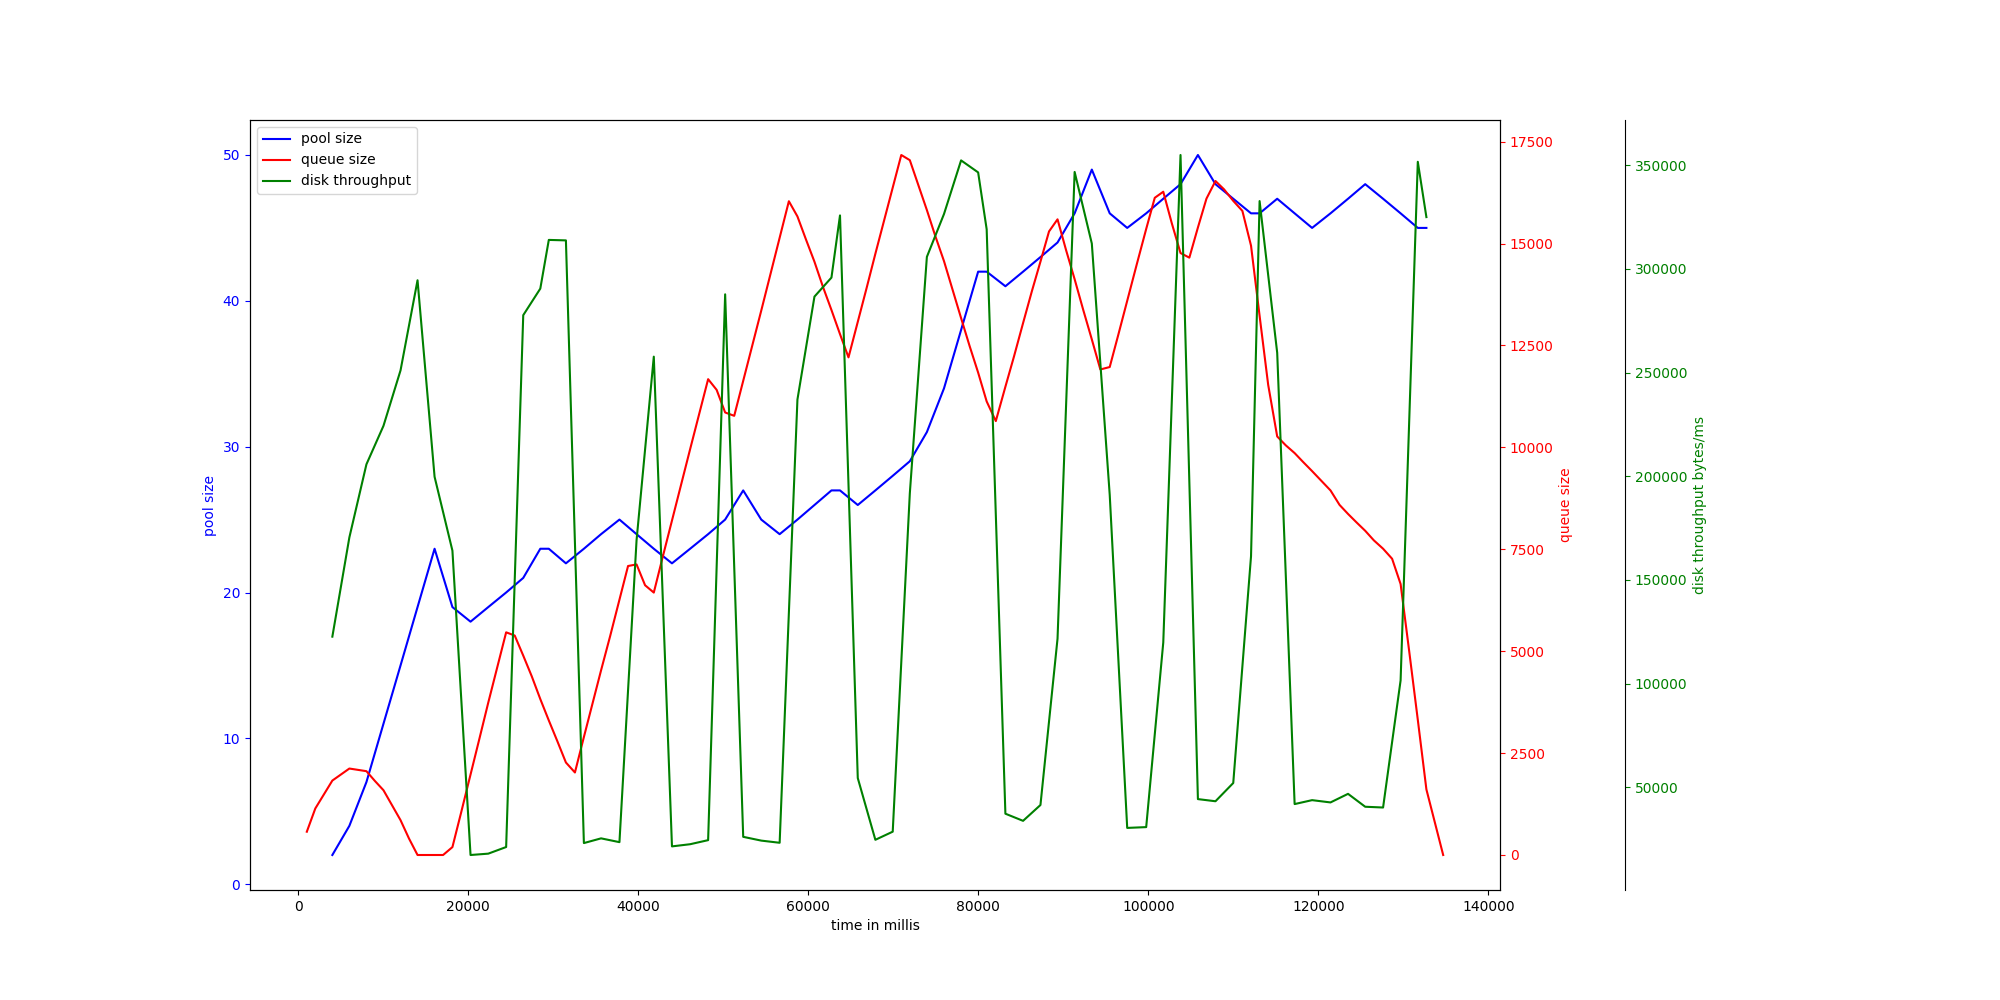 pool size
queue size
disk throughput
50
40
30
20
10
0
pool size
17500
15000
12500
10000
7500
5000
2500
0
queue size
350000
300000
250000
200000
150000
100000
50000
disk throughput bytes/ms
0 20000 40000 60000 80000 100000 120000 140000
time in millis